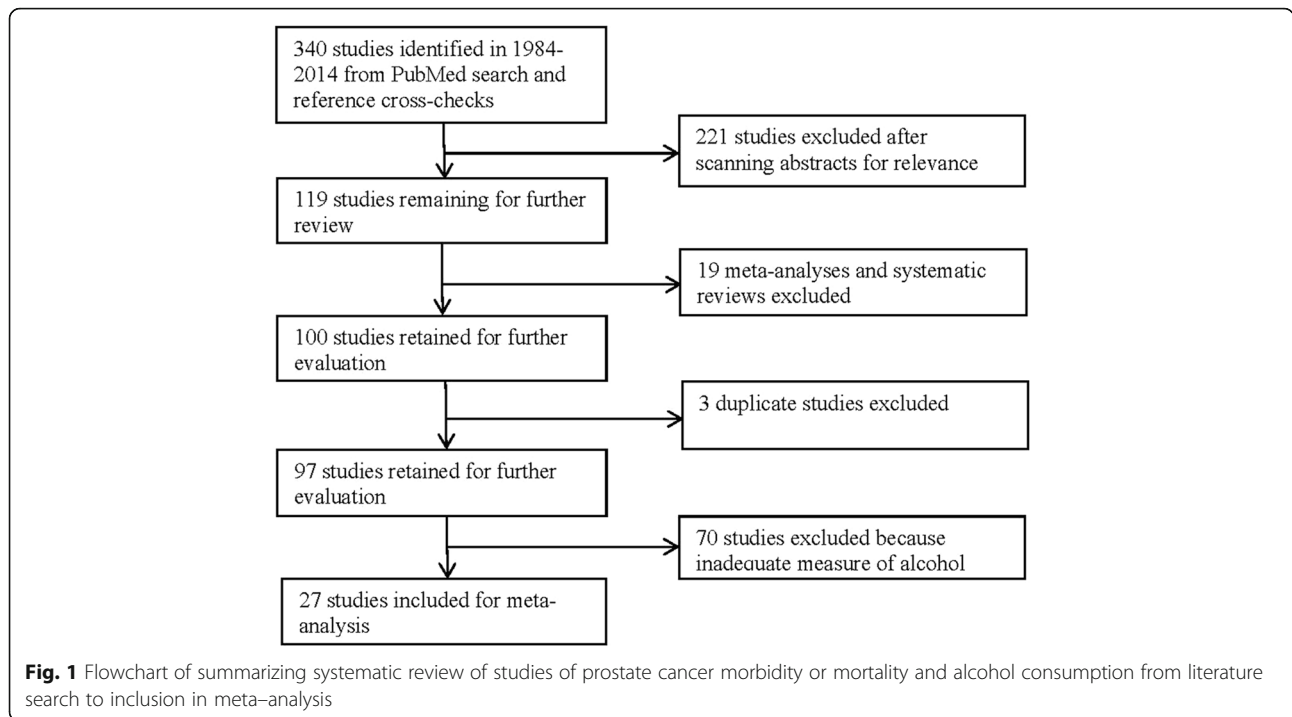 340 studies identified in 1984-
2014 from PubMed search and
reference cross-checks
221 studies excluded after
scanning abstracts for relevance
119 studies remaining for further
review
19 meta-analyses and systematic
reviews excluded
100 studies retained for further
evaluation
3 duplicate studies excluded
97 studies retained for further
evaluation
70 studies excluded because
inadequate measure of alcohol
27 studies included for meta-
analysis
Fig. 1 Flowchart of summarizing systematic review of studies of prostate cancer morbidity or mortality and alcohol consumption from literature
search to inclusion in meta–analysis